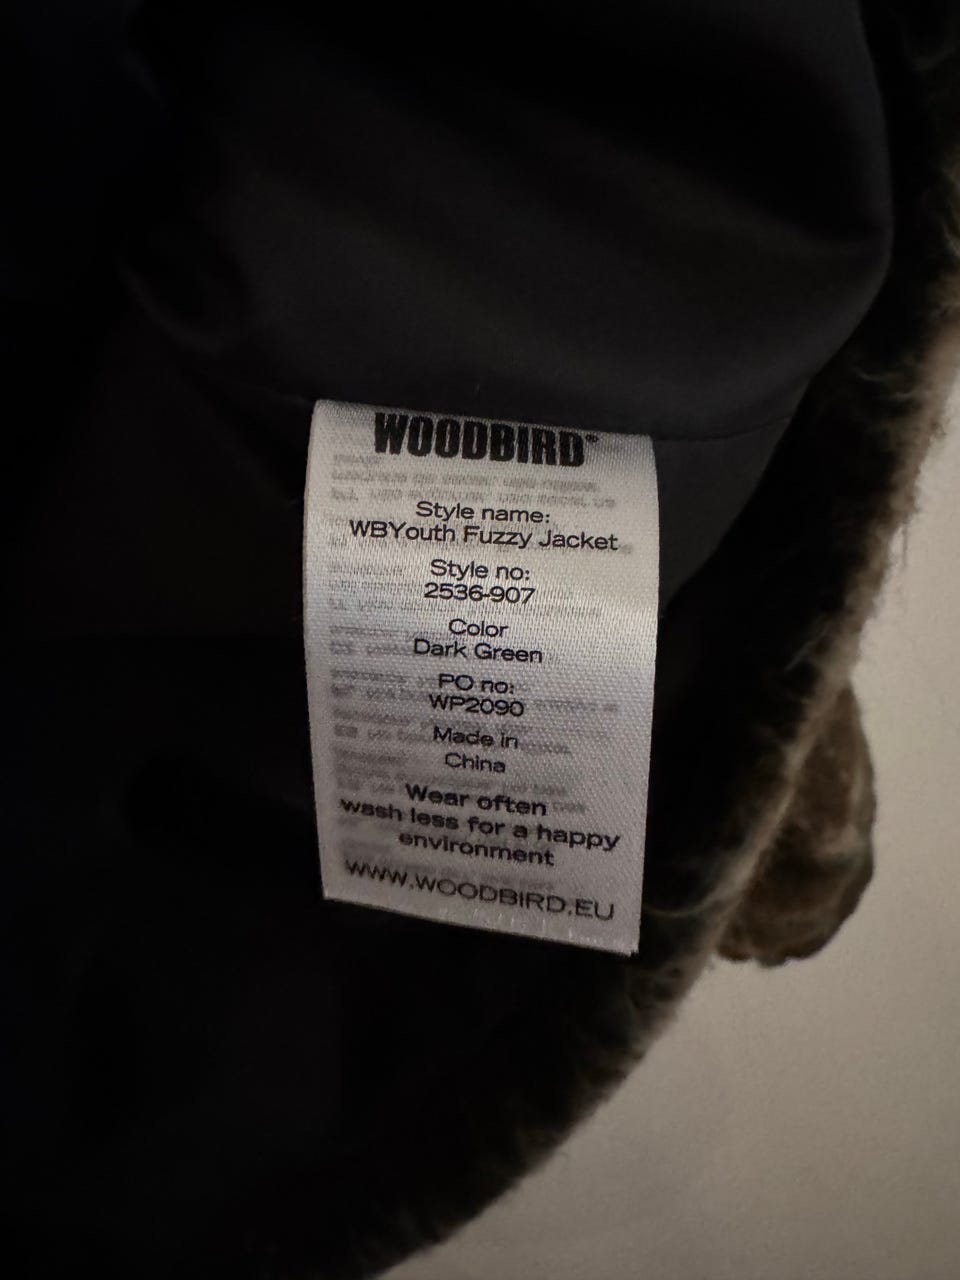 WOODBIRD®
Style name:
WBYouth Fuzzy Jacket
Style no:
2536-907
Color
Dark Green
PO no:
WP2090
Made in
China
Wear often
wash less for a happy
environment
WWW.WOODBIRD.EU